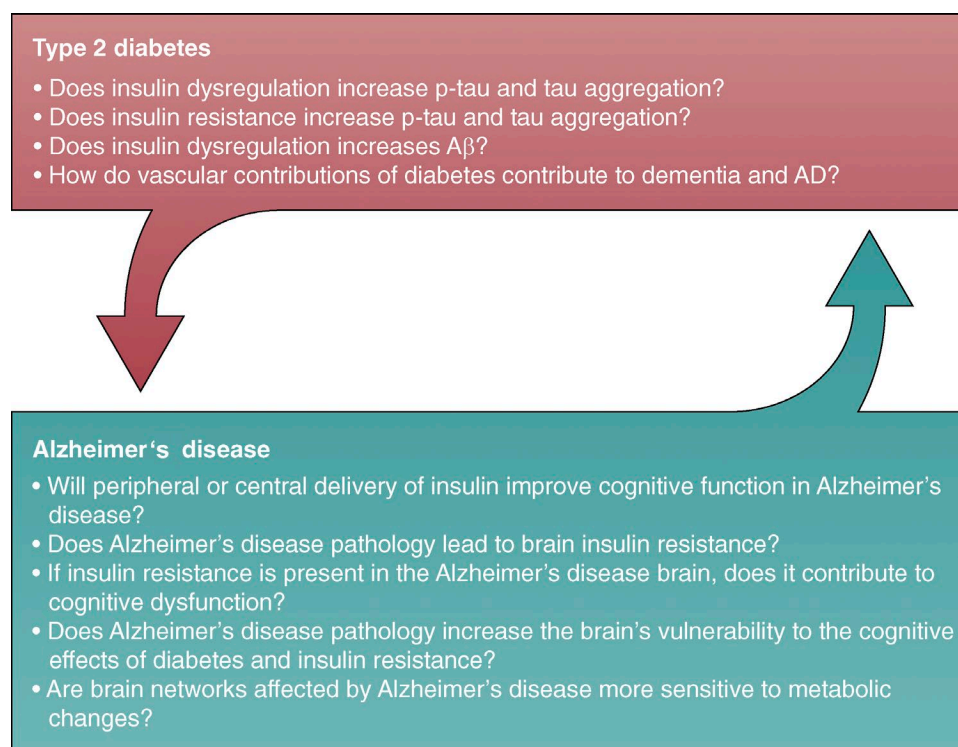 Type 2 diabetes
• Does insulin dysregulation increase p-tau and tau aggregation?
• Does insulin resistance increase p-tau and tau aggregation?
• Does insulin dysregulation increases Aβ?
• How do vascular contributions of diabetes contribute to dementia and AD?
Alzheimer‘s disease
• Will peripheral or central delivery of insulin improve cognitive function in Alzheimer’s
disease?
• Does Alzheimer’s disease pathology lead to brain insulin resistance?
• If insulin resistance is present in the Alzheimer’s disease brain, does it contribute to
cognitive dysfunction?
• Does Alzheimer’s disease pathology increase the brain’s vulnerability to the cognitive
effects of diabetes and insulin resistance?
• Are brain networks affected by Alzheimer’s disease more sensitive to metabolic
changes?